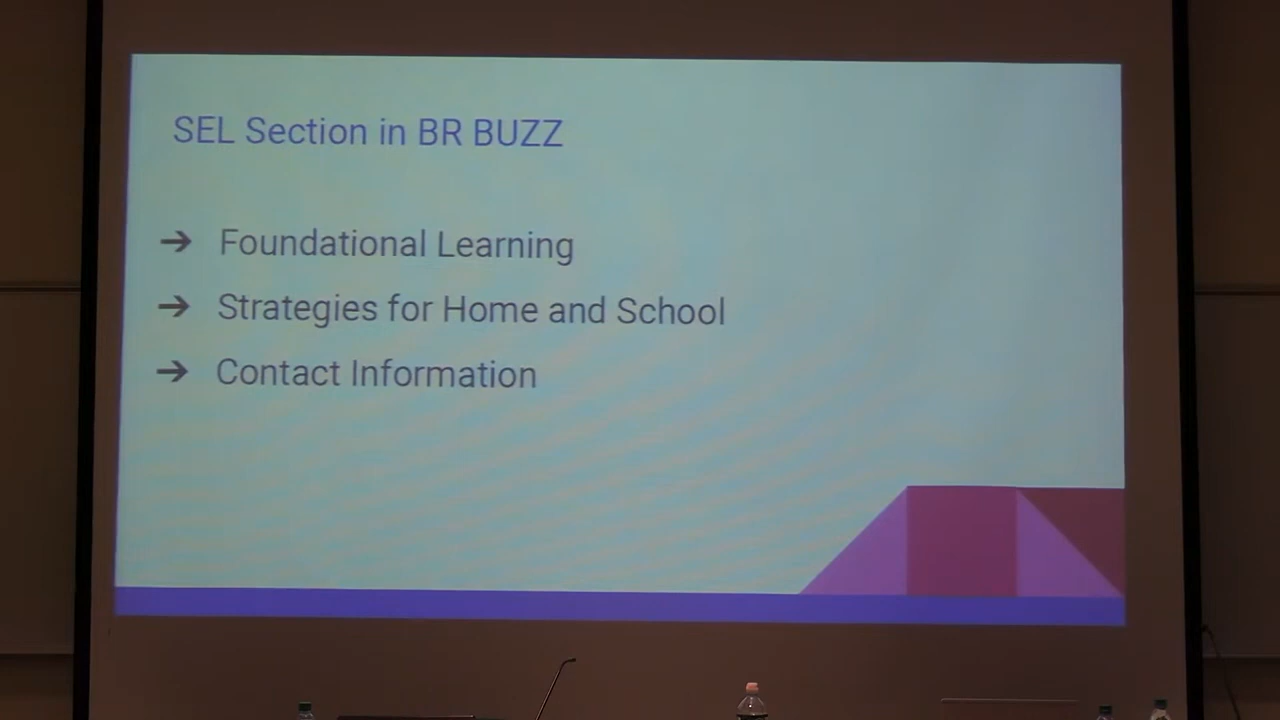 SEL Section in BR BUZZ
➔ Foundational Learning
➔ Strategies for Home and School
➔ Contact Information